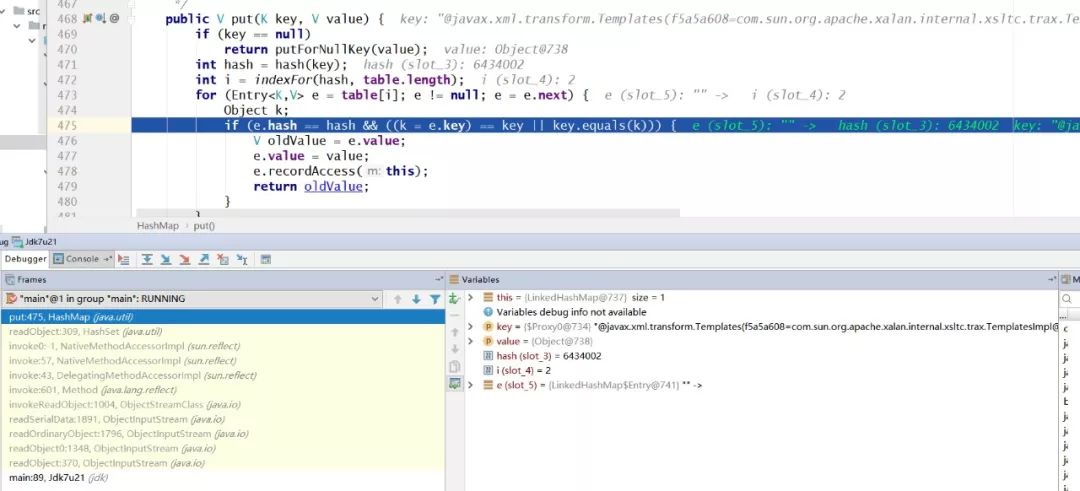 src
467
*/
468 public V put(K key, V value) { key: "@javax.xml.transform.Templates(f5a5a608=com.sun.org.apache.xalan.internal.xsltc.trax.Te
469 if (key == null)
470 return putForNullKey(value); value: Object@738
471 int hash = hash(key); hash (slot_3): 6434002
472 int i = indexFor(hash, table.length); i (slot_4): 2
473 for (Entry<K,V> e = table[i]; e != null; e = e.next) { e (slot_5): "" -> i (slot_4): 2
474 Object k;
475 if (e.hash == hash && ((k = e.key) == key || key.equals(k))) { e (slot_5): "" -> hash (slot_3): 6434002 key: "@ja
476 V oldValue = e.value;
477 e.value = value;
478 e.recordAccess( m: this);
479 return oldValue;
480 }
481 }
HashMap › put()
ug Jdk7u21
Debugger Console
Frames
Variables
"main"@1 in group "main": RUNNING
put:475, HashMap (java.util)
readObject:309, HashSet (java.util)
invoke0:-1, NativeMethodAccessorImpl (sun.reflect)
invoke:57, NativeMethodAccessorImpl (sun.reflect)
invoke:43, DelegatingMethodAccessorImpl (sun.reflect)
invoke:601, Method (java.lang.reflect)
invokeReadObject:1004, ObjectStreamClass (java.io)
readSerialData:1891, ObjectInputStream (java.io)
readOrdinaryObject:1796, ObjectInputStream (java.io)
readObject0:1348, ObjectInputStream (java.io)
readObject:370, ObjectInputStream (java.io)
main:89, Jdk7u21 (jdk)
this = {LinkedHashMap@737} size = 1
Variables debug info not available
key = {$Proxy0@734} "@javax.xml.transform.Templates(f5a5a608=com.sun.org.apache.xalan.internal.xsltc.trax.TemplatesImpl@
value = {Object@738}
hash (slot_3) = 6434002
i (slot_4) = 2
e (slot_5) = {LinkedHashMap$Entry@741} "" ->